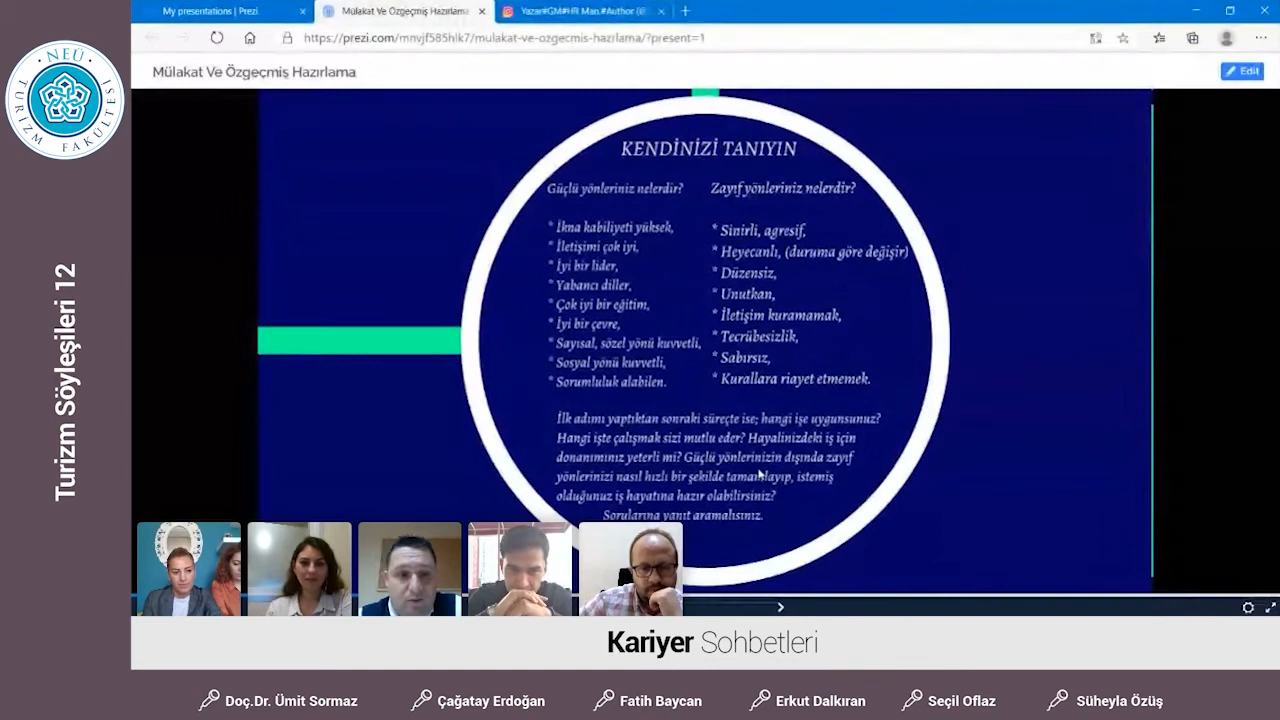 My presentations | Prezi
Mülakat Ve Özgeçmiş Hazırlama
Yazar#GM#HR Man.#Author (@
https://prezi.com/mnvjf585hlk7/mulakat-ve-ozgecmis-hazirlama/?present=1
Mülakat Ve Özgeçmiş Hazırlama
Edit
NEÜ
TURİZM FAKÜLTESİ
Turizm Söyleşileri 12
KENDİNİZİ TANIYIN
Güçlü yönleriniz nelerdir?
* İkna kabiliyeti yüksek,
* İletişimi çok iyi,
* İyi bir lider,
* Yabancı diller,
* Çok iyi bir eğitim,
* İyi bir çevre,
* Sayısal, sözel yönü kuvvetli,
* Sosyal yönü kuvvetli,
* Sorumluluk alabilen.
Zayıf yönleriniz nelerdir?
* Sinirli, agresif,
* Heyecanlı, (duruma göre değişir)
* Düzensiz,
* Unutkan,
* İletişim kuramamak,
* Tecrübesizlik,
* Sabırsız,
* Kurallara riayet etmemek.
İlk adımı yaptıktan sonraki süreçte ise; hangi işe uygunsunuz?
Hangi işte çalışmak sizi mutlu eder? Hayalinizdeki iş için
donanımınız yeterli mi? Güçlü yönlerinizin dışında zayıf
yönlerinizi nasıl hızlı bir şekilde tamamlayıp, istemiş
olduğunuz iş hayatına hazır olabilirsiniz?
Sorularına yanıt aramalısınız.
Kariyer Sohbetleri
Doç.Dr. Ümit Sormaz
Çağatay Erdoğan
Fatih Baycan
Erkut Dalkıran
Seçil Oflaz
Süheyla Özüş